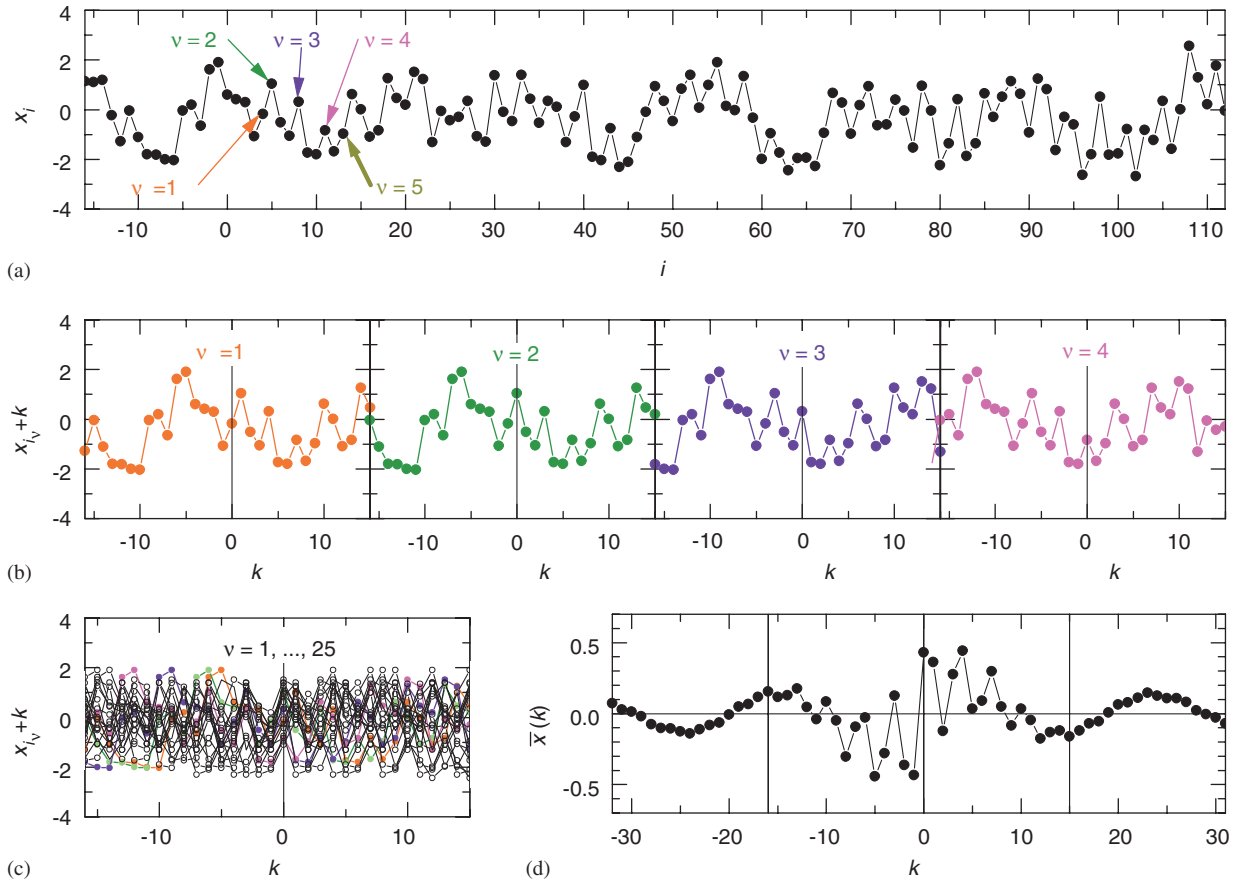 4
2
0
-2
-4
x_i
ν = 2
ν = 3
ν = 4
ν =1
ν = 5
-10 0 10 20 30 40 50 60 70 80 90 100 110
i
(a)
4
2
0
-2
-4
x_{i_ν}+k
ν =1
ν = 2
ν = 3
ν = 4
-10 0 10 -10 0 10 -10 0 10 -10 0 10
k k k k
(b)
4
2
0
-2
-4
x_{i_ν}+k
ν = 1, ..., 25
-10 0 10
k
(c)
0.5
0.0
-0.5
x̅ (k)
-30 -20 -10 0 10 20 30
k
(d)